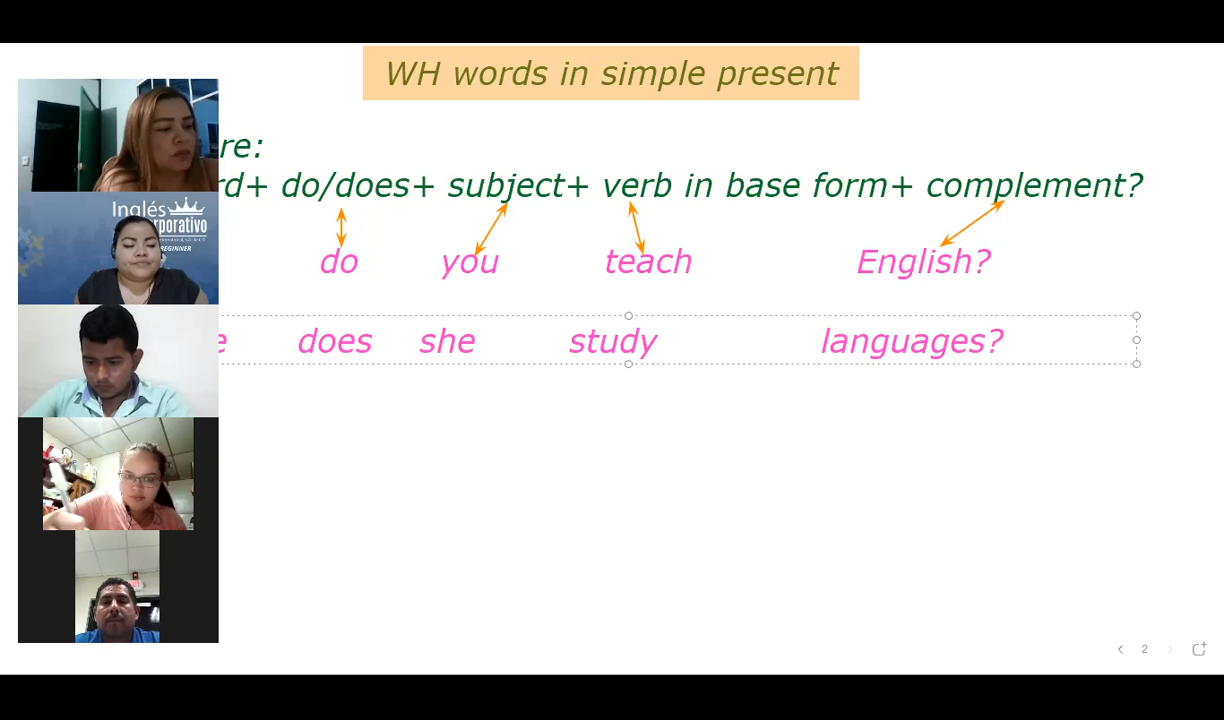 WH words in simple present
re:
rd+ do/does+ subject+ verb in base form+ complement?
do you teach English?
e does she study languages?
Inglés
rporativo
BEGINNER
2